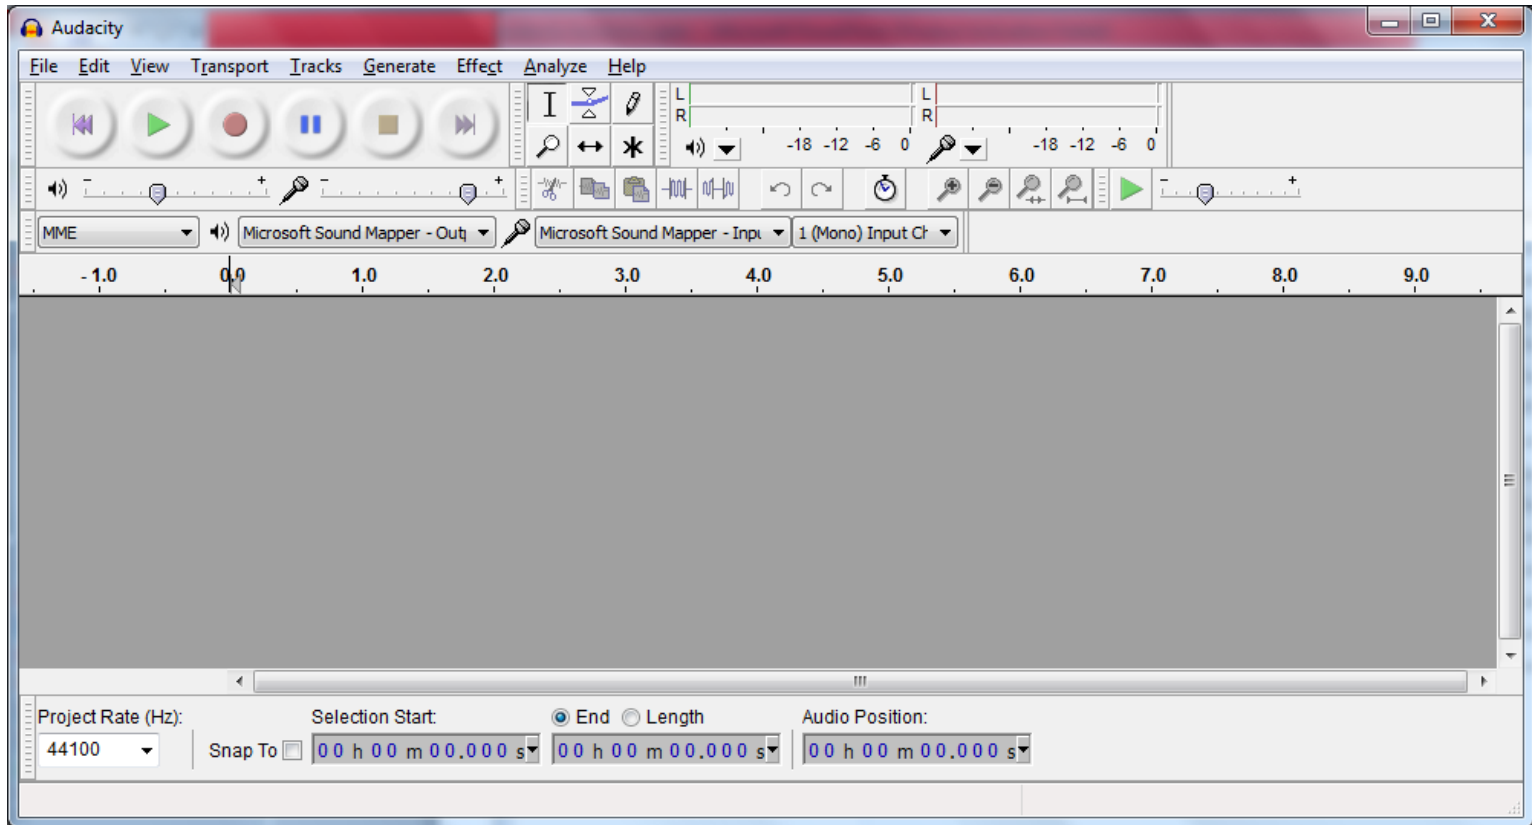 Audacity
File Edit View Transport Tracks Generate Effect Analyze Help
L
R
-18 -12 -6 0
L
R
-18 -12 -6 0
- +
- +
- +
MME
Microsoft Sound Mapper - Out
Microsoft Sound Mapper - Inpu
1 (Mono) Input Ch
- 1.0 0.0 1.0 2.0 3.0 4.0 5.0 6.0 7.0 8.0 9.0
Project Rate (Hz): Selection Start: End Length Audio Position:
44100 Snap To 00 h 00 m 00.000 s 00 h 00 m 00.000 s 00 h 00 m 00.000 s